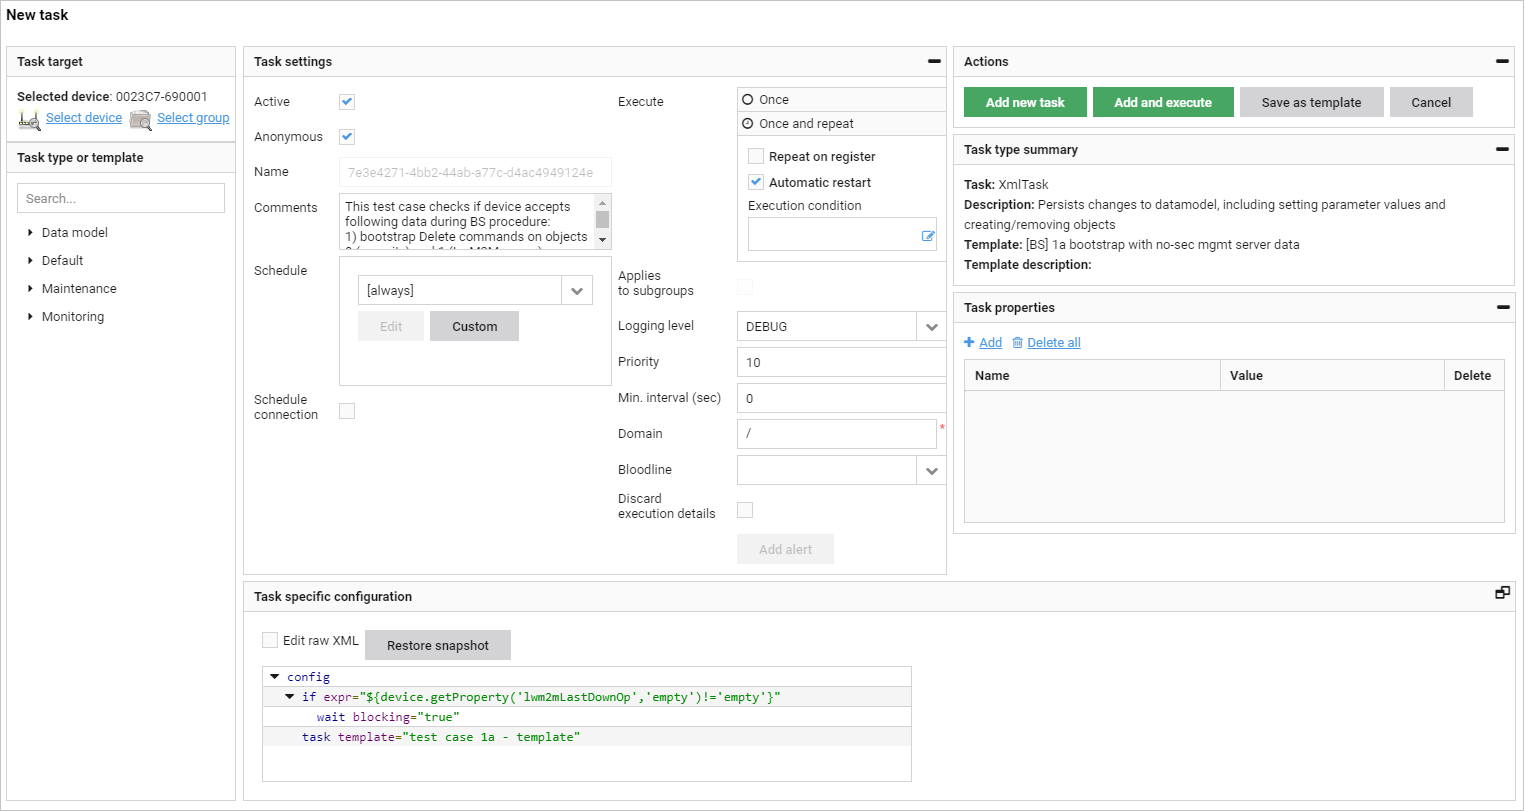 New task
Task target
Selected device: 0023C7-690001
Select device
Select group
Task type or template
Search...
Data model
Default
Maintenance
Monitoring
Task settings
Active
Anonymous
Name
7e3e4271-4bb2-44ab-a77c-d4ac4949124e
Comments
This test case checks if device accepts
following data during BS procedure:
1) bootstrap Delete commands on objects
Schedule
[always]
Edit
Custom
Schedule
connection
Execute
Once
Once and repeat
Repeat on register
Automatic restart
Execution condition
Applies
to subgroups
Logging level
DEBUG
Priority
10
Min. interval (sec)
0
Domain
/
*
Bloodline
Discard
execution details
Add alert
Actions
Add new task
Add and execute
Save as template
Cancel
Task type summary
Task: XmlTask
Description: Persists changes to datamodel, including setting parameter values and
creating/removing objects
Template: [BS] 1a bootstrap with no-sec mgmt server data
Template description:
Task properties
Add
Delete all
Name
Value
Delete
Task specific configuration
Edit raw XML
Restore snapshot
config
if expr="${device.getProperty('lwm2mLastDownOp','empty')!='empty'}"
wait blocking="true"
task template="test case 1a - template"